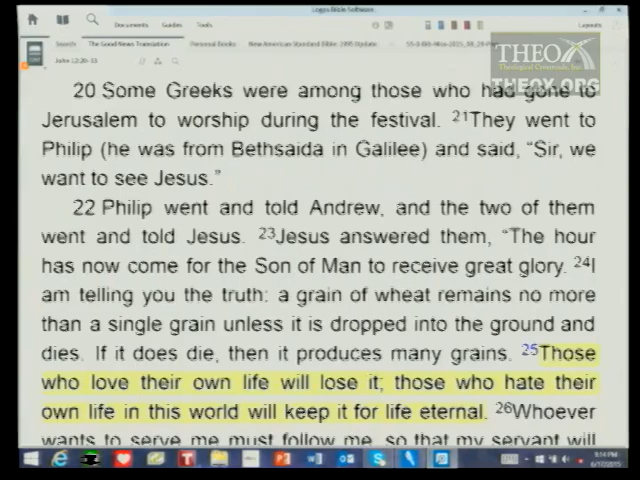 Logos Bible Software
Documents Guides Tools
Layouts
Search The Good News Translation Personal Books New American Standard Bible: 1995 Update
John 12:20-33
THEOX
THEOX.ORG
20 Some Greeks were among those who had gone to
Jerusalem to worship during the festival. 21They went to
Philip (he was from Bethsaida in Galilee) and said, “Sir, we
want to see Jesus.”
22 Philip went and told Andrew, and the two of them
went and told Jesus. 23Jesus answered them, “The hour
has now come for the Son of Man to receive great glory. 24I
am telling you the truth: a grain of wheat remains no more
than a single grain unless it is dropped into the ground and
dies. If it does die, then it produces many grains. 25Those
who love their own life will lose it; those who hate their
own life in this world will keep it for life eternal. 26Whoever
wants to serve me must follow me, so that my servant will